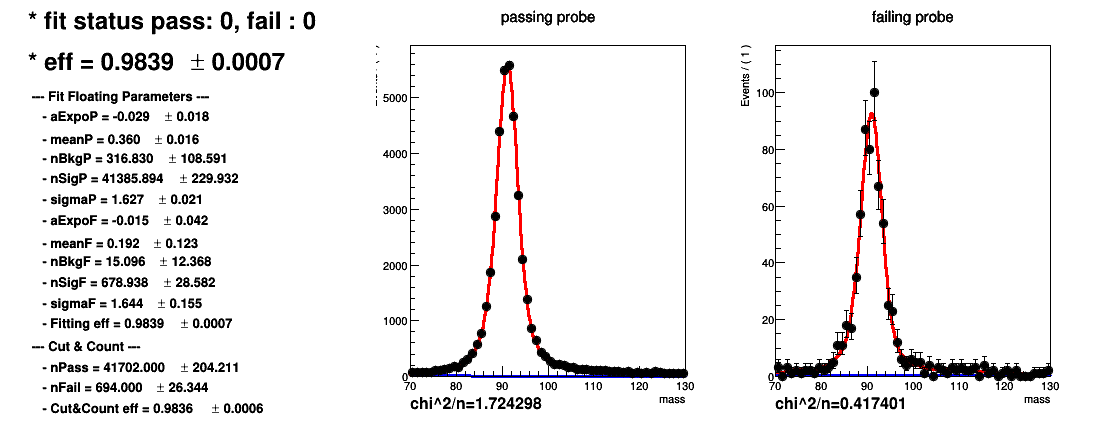 * fit status pass: 0, fail : 0
* eff = 0.9839 ± 0.0007
--- Fit Floating Parameters ---
- aExpoP = -0.029 ± 0.018
- meanP = 0.360 ± 0.016
- nBkgP = 316.830 ± 108.591
- nSigP = 41385.894 ± 229.932
- sigmaP = 1.627 ± 0.021
- aExpoF = -0.015 ± 0.042
- meanF = 0.192 ± 0.123
- nBkgF = 15.096 ± 12.368
- nSigF = 678.938 ± 28.582
- sigmaF = 1.644 ± 0.155
- Fitting eff = 0.9839 ± 0.0007
--- Cut & Count ---
- nPass = 41702.000 ± 204.211
- nFail = 694.000 ± 26.344
- Cut&Count eff = 0.9836 ± 0.0006
passing probe
5000
4000
3000
2000
1000
0
70 80 90 100 110 120 130
mass
chi^2/n=1.724298
failing probe
Events / ( 1 )
100
80
60
40
20
0
70 80 90 100 110 120 130
mass
chi^2/n=0.417401